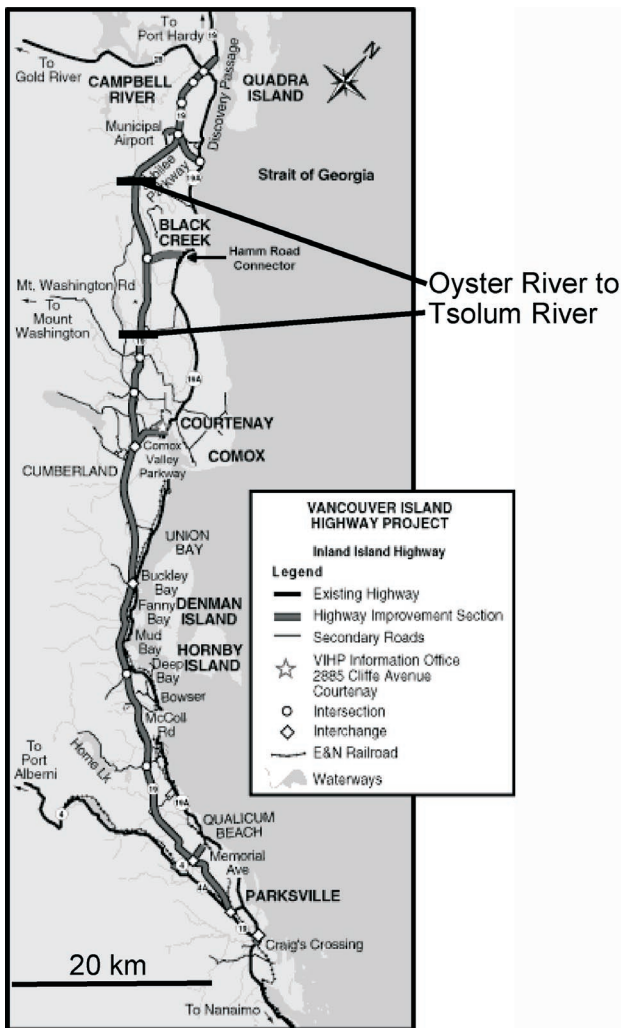 To
Port Hardy
19
To
Gold River
28
CAMPBELL
RIVER
QUADRA
ISLAND
N
Discovery Passage
19
Municipal
Airport
Jubilee
Parkway
19A
Strait of Georgia
BLACK
CREEK
Hamm Road
Connector
Oyster River to
Tsolum River
Mt. Washington Rd
To
Mount
Washington
19
19A
COURTENAY
Comox
Valley
Parkway
COMOX
CUMBERLAND
UNION
BAY
Buckley
Bay
Fanny
Bay
DENMAN
ISLAND
Mud
Bay
HORNBY
ISLAND
Deep
Bay
Bowser
McColl
Rd
To
Port
Alberni
Horne Lk
19
19A
4
QUALICUM
BEACH
4
Memorial
Ave
4A
PARKSVILLE
19
Craig's Crossing
20 km
To Nanaimo
VANCOUVER ISLAND
HIGHWAY PROJECT
Inland Island Highway
Legend
Existing Highway
Highway Improvement Section
Secondary Roads
VIHP Information Office
2885 Cliffe Avenue
Courtenay
Intersection
Interchange
E&N Railroad
Waterways